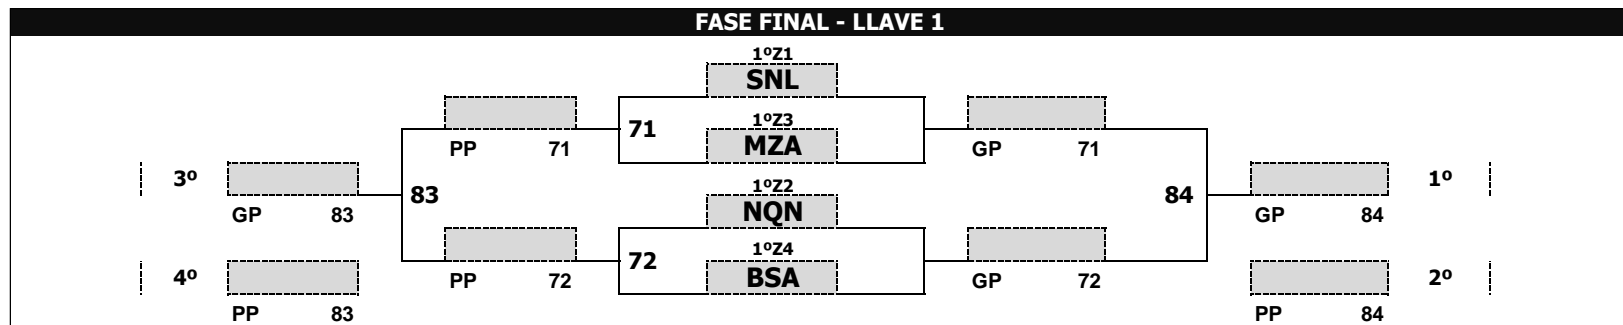 FASE FINAL - LLAVE 1
1ºZ1
SNL
71
1ºZ3
MZA
PP 71
GP 71
3º
1º
83
1ºZ2
NQN
84
GP 83
GP 84
72
1ºZ4
BSA
4º
PP 72
GP 72
2º
PP 83
PP 84